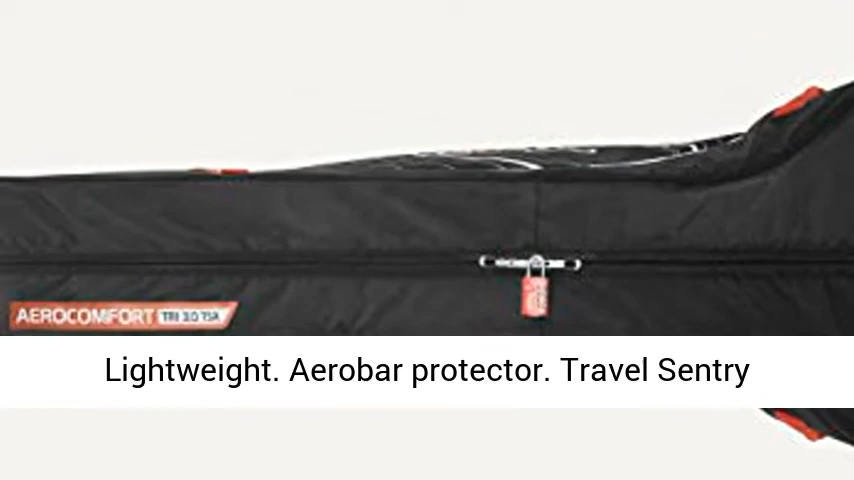 AEROCOMFORT TRI 3.0 TSA
Lightweight. Aerobar protector. Travel Sentry